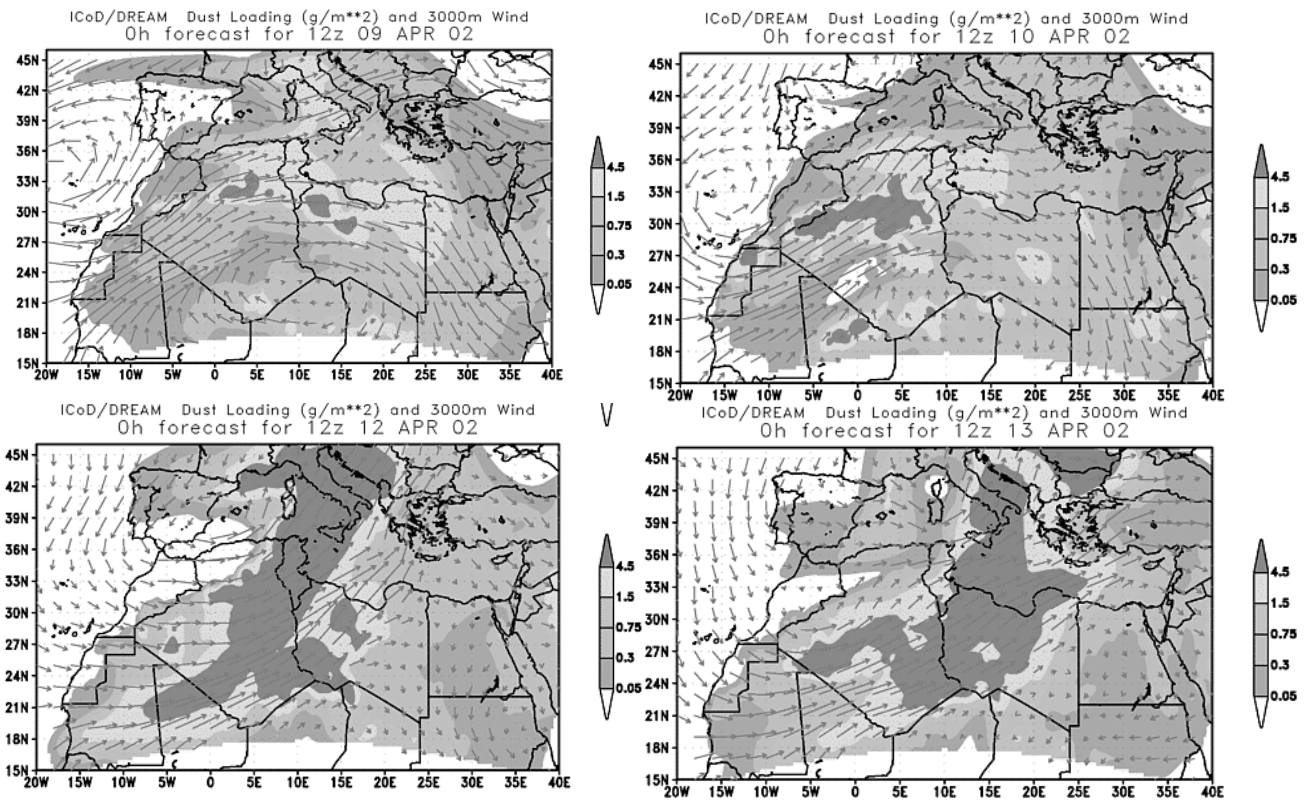 ICoD/DREAM Dust Loading (g/m**2) and 3000m Wind
0h forecast for 12z 09 APR 02
45N
42N
39N
36N
33N
30N
27N
24N
21N
18N
15N
20W 15W 10W 5W 0 5E 10E 15E 20E 25E 30E 35E 40E
4.5
1.5
0.75
0.3
0.05
ICoD/DREAM Dust Loading (g/m**2) and 3000m Wind
0h forecast for 12z 10 APR 02
45N
42N
39N
36N
33N
30N
27N
24N
21N
18N
15N
20W 15W 10W 5W 0 5E 10E 15E 20E 25E 30E 35E 40E
4.5
1.5
0.75
0.3
0.05
ICoD/DREAM Dust Loading (g/m**2) and 3000m Wind
0h forecast for 12z 12 APR 02
45N
42N
39N
36N
33N
30N
27N
24N
21N
18N
15N
20W 15W 10W 5W 0 5E 10E 15E 20E 25E 30E 35E 40E
4.5
1.5
0.75
0.3
0.05
ICoD/DREAM Dust Loading (g/m**2) and 3000m Wind
0h forecast for 12z 13 APR 02
45N
42N
39N
36N
33N
30N
27N
24N
21N
18N
15N
20W 15W 10W 5W 0 5E 10E 15E 20E 25E 30E 35E 40E
4.5
1.5
0.75
0.3
0.05